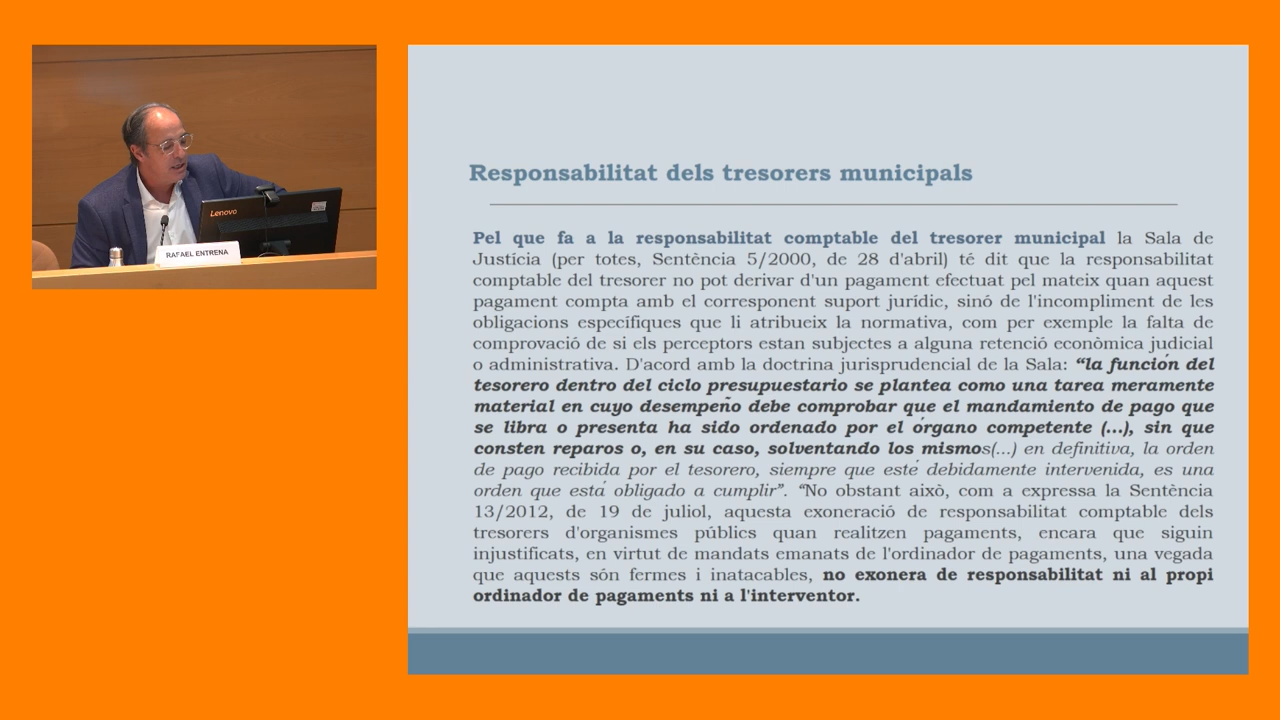 Lenovo
RAFAEL ENTRENA
Responsabilitat dels tresorers municipals
Pel que fa a la responsabilitat comptable del tresorer municipal la Sala de
Justícia (per totes, Sentència 5/2000, de 28 d'abril) té dit que la responsabilitat
comptable del tresorer no pot derivar d'un pagament efectuat pel mateix quan aquest
pagament compta amb el corresponent suport jurídic, sinó de l'incompliment de les
obligacions específiques que li atribueix la normativa, com per exemple la falta de
comprovació de si els perceptors estan subjectes a alguna retenció econòmica judicial
o administrativa. D'acord amb la doctrina jurisprudencial de la Sala: “la función del
tesorero dentro del ciclo presupuestario se plantea como una tarea meramente
material en cuyo desempeño debe comprobar que el mandamiento de pago que
se libra o presenta ha sido ordenado por el órgano competente (...), sin que
consten reparos o, en su caso, solventando los mismos(...) en definitiva, la orden
de pago recibida por el tesorero, siempre que esté debidamente intervenida, es una
orden que está obligado a cumplir”. “No obstant això, com a expressa la Sentència
13/2012, de 19 de juliol, aquesta exoneració de responsabilitat comptable dels
tresorers d'organismes públics quan realitzen pagaments, encara que siguin
injustificats, en virtut de mandats emanats de l'ordinador de pagaments, una vegada
que aquests són fermes i inatacables, no exonera de responsabilitat ni al propi
ordinador de pagaments ni a l'interventor.